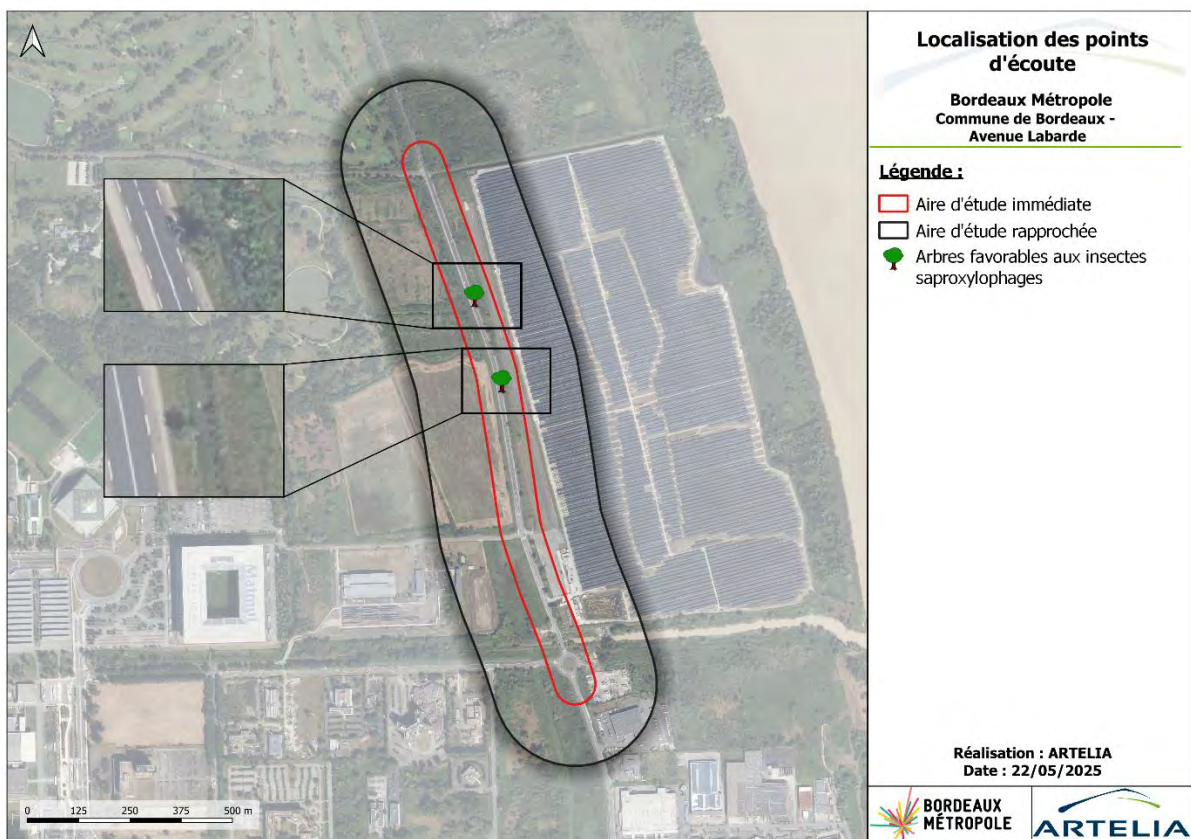 Localisation des points
d'écoute
Bordeaux Métropole
Commune de Bordeaux -
Avenue Labarde
Légende :
Aire d'étude immédiate
Aire d'étude rapprochée
Arbres favorables aux insectes
saproxylophages
0 125 250 375 500 m
Réalisation : ARTELIA
Date : 22/05/2025
BORDEAUX
MÉTROPOLE
ARTELIA